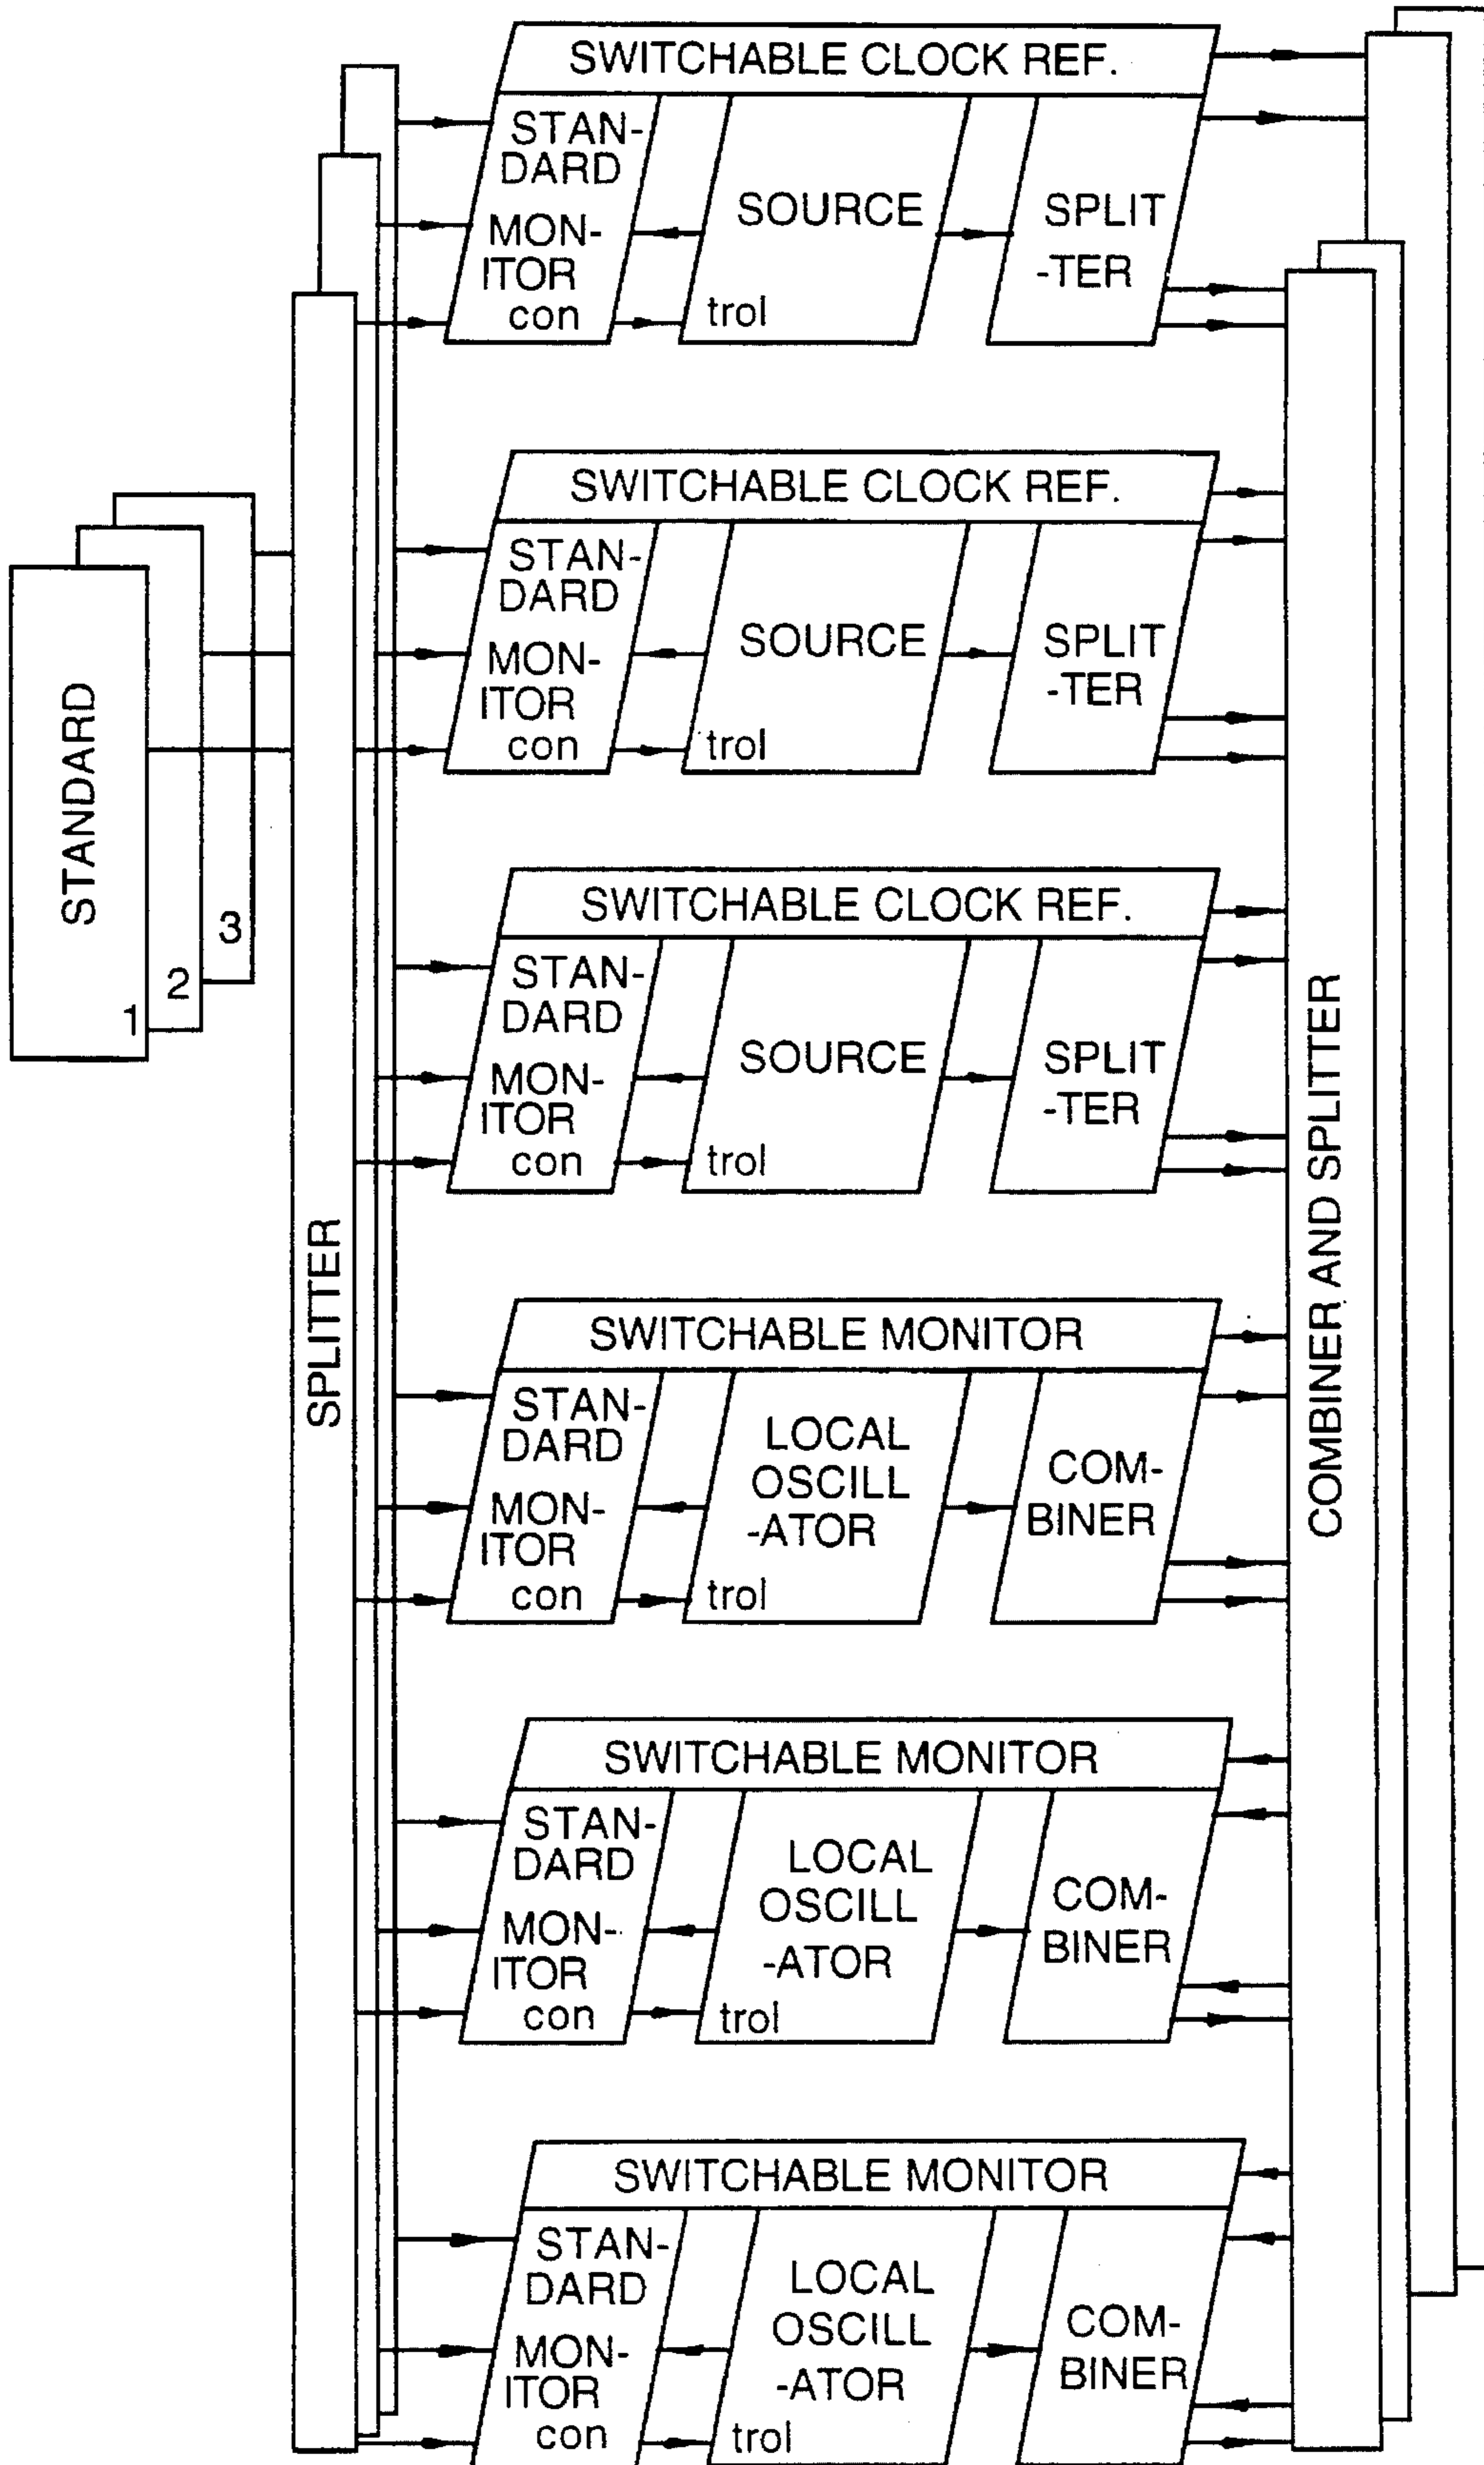 SWITCHABLE CLOCK REF.
STAN-
DARD
MON-
ITOR
con
SOURCE
trol
SPLIT
-TER
SWITCHABLE CLOCK REF.
STAN-
DARD
MON-
ITOR
con
SOURCE
trol
SPLIT
-TER
STANDARD
1
2
3
SWITCHABLE CLOCK REF.
STAN-
DARD
MON-
ITOR
con
SOURCE
trol
SPLIT
-TER
SPLITTER
COMBINER AND SPLITTER
SWITCHABLE MONITOR
STAN-
DARD
MON-
ITOR
con
LOCAL
OSCILL
-ATOR
trol
COM-
BINER
SWITCHABLE MONITOR
STAN-
DARD
MON-
ITOR
con
LOCAL
OSCILL
-ATOR
trol
COM-
BINER
SWITCHABLE MONITOR
STAN-
DARD
MON-
ITOR
con
LOCAL
OSCILL
-ATOR
trol
COM-
BINER